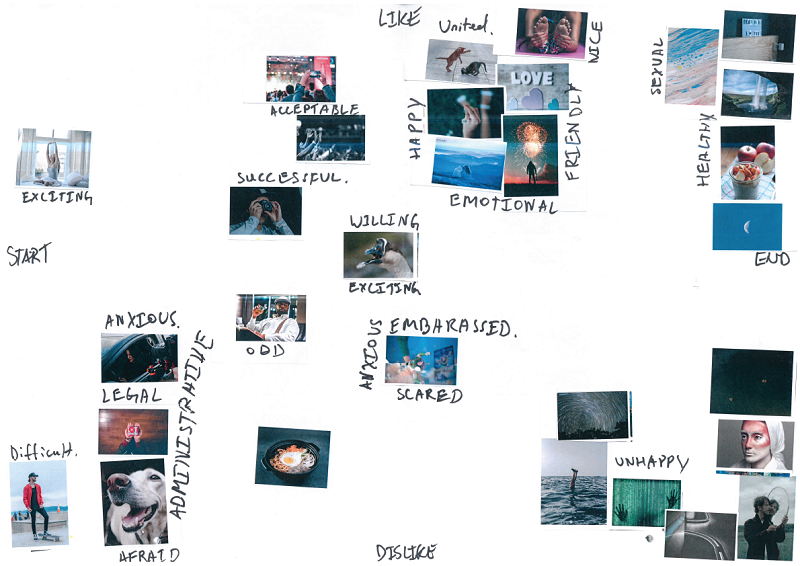 LIKE
United.
NICE
SEXUAL
LOVE
ACCEPTABLE
HAPPY
FRIENDLY
HEALTHY
SUCCESSFUL.
EXCITING
EMOTIONAL
WILLING
START
END
EXCITING
ANXIOUS.
ADMINISTRATIVE
ODD
ANXIOUS
EMBARASSED.
LEGAL
SCARED
Difficult.
UNHAPPY
AFRAID
DISLIKE